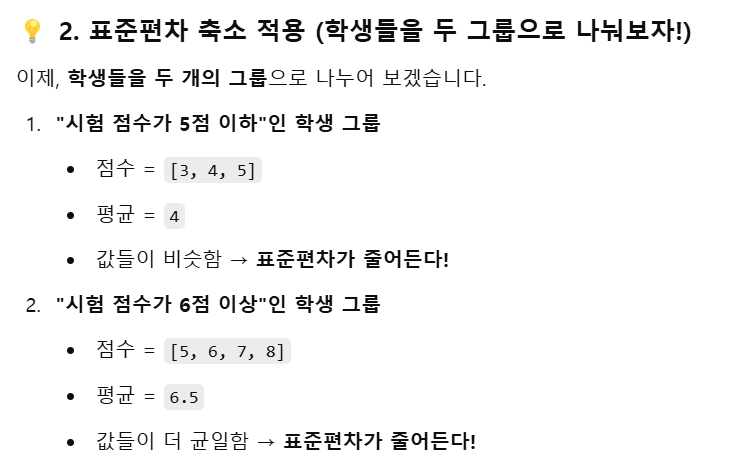 💡 2. 표준편차 축소 적용 (학생들을 두 그룹으로 나눠보자!)
이제, 학생들을 두 개의 그룹으로 나누어 보겠습니다.
1. "시험 점수가 5점 이하"인 학생 그룹
• 점수 = [3, 4, 5]
• 평균 = 4
• 값들이 비슷함 → 표준편차가 줄어든다!
2. "시험 점수가 6점 이상"인 학생 그룹
• 점수 = [5, 6, 7, 8]
• 평균 = 6.5
• 값들이 더 균일함 → 표준편차가 줄어든다!